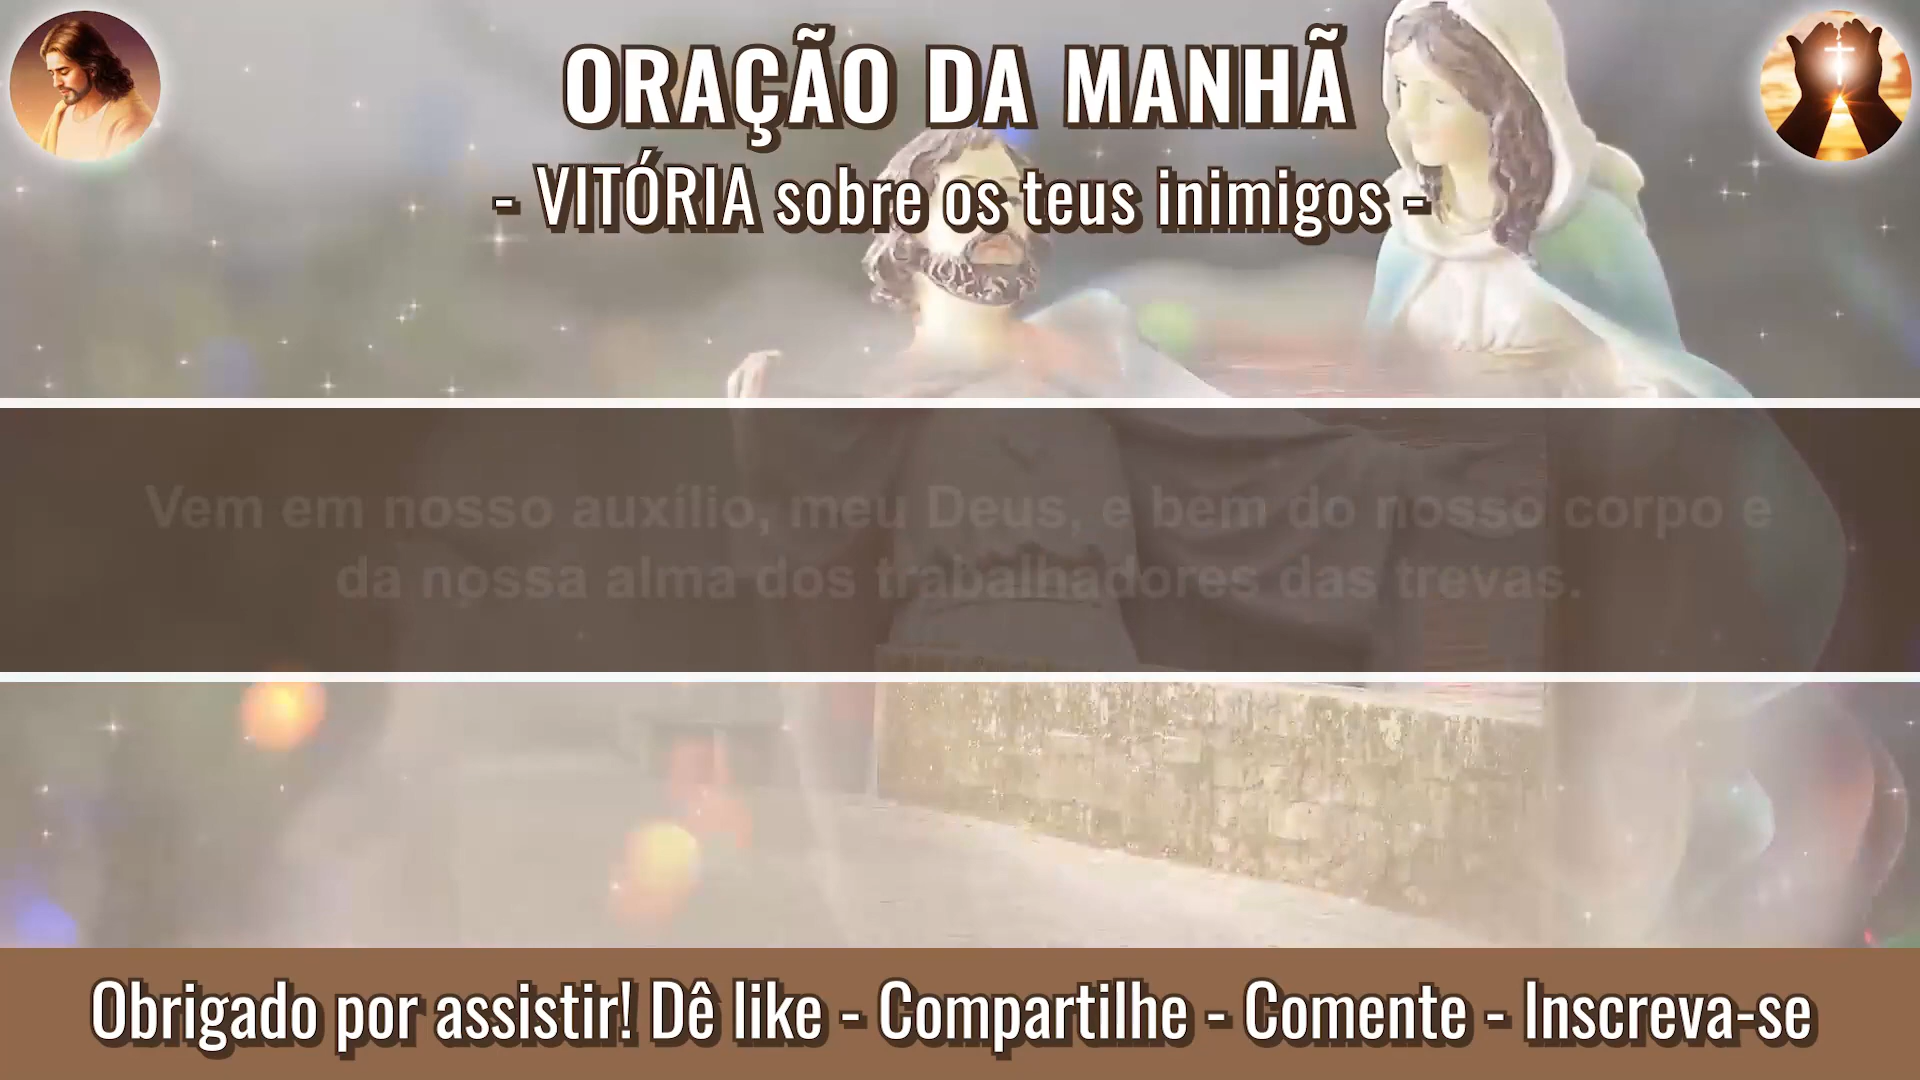 ORAÇÃO DA MANHÃ
- VITÓRIA sobre os teus inimigos -
Vem em nosso auxílio, meu Deus, e bem do nosso corpo e
da nossa alma dos trabalhadores das trevas.
Obrigado por assistir! Dê like - Compartilhe - Comente - Inscreva-se